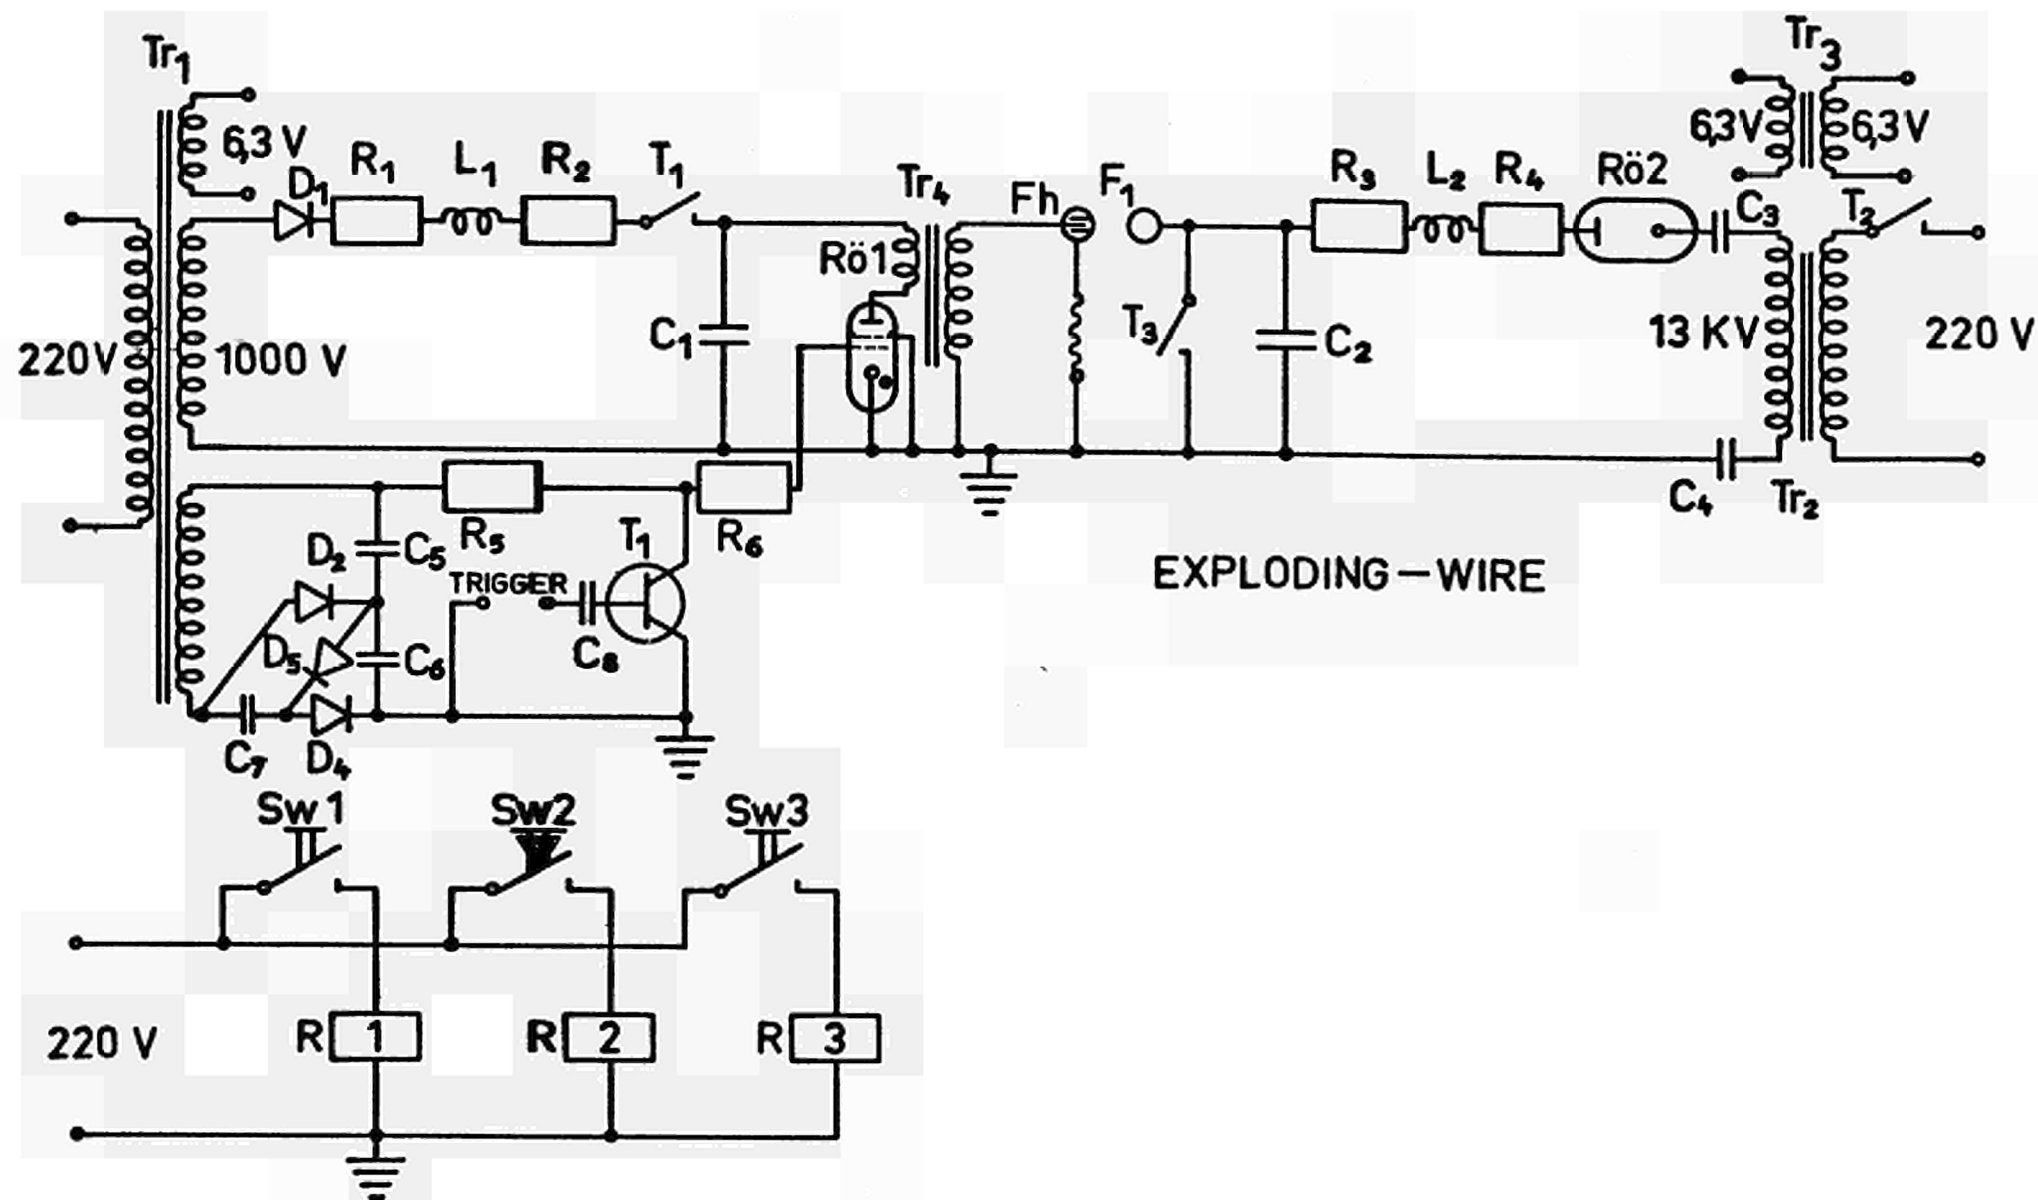 Tr1
Tr3
6,3 V
6,3V
6,3V
D1
R1
L1
R2
T1
Tr4
Fh
F1
R3
L2
R4
Rö2
C3
T2
Rö1
220V
1000 V
C1
T3
C2
13 KV
220 V
C4
Tr2
R5
R6
D2
C5
TRIGGER
T1
EXPLODING—WIRE
D5
C6
C8
C7
D4
Sw1
Sw2
Sw3
220 V
R 1
R 2
R 3